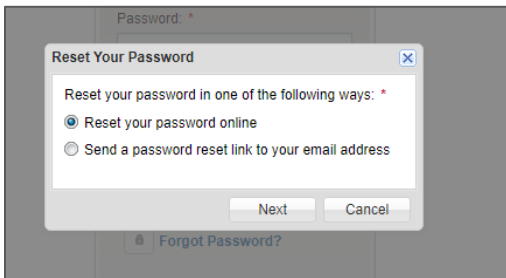 Password: *
Reset Your Password
Reset your password in one of the following ways: *
Reset your password online
Send a password reset link to your email address
Next Cancel
Forgot Password?